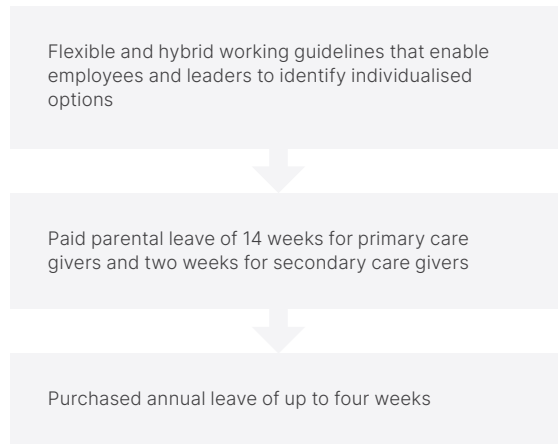 Flexible and hybrid working guidelines that enable
employees and leaders to identify individualised
options
Paid parental leave of 14 weeks for primary care
givers and two weeks for secondary care givers
Purchased annual leave of up to four weeks